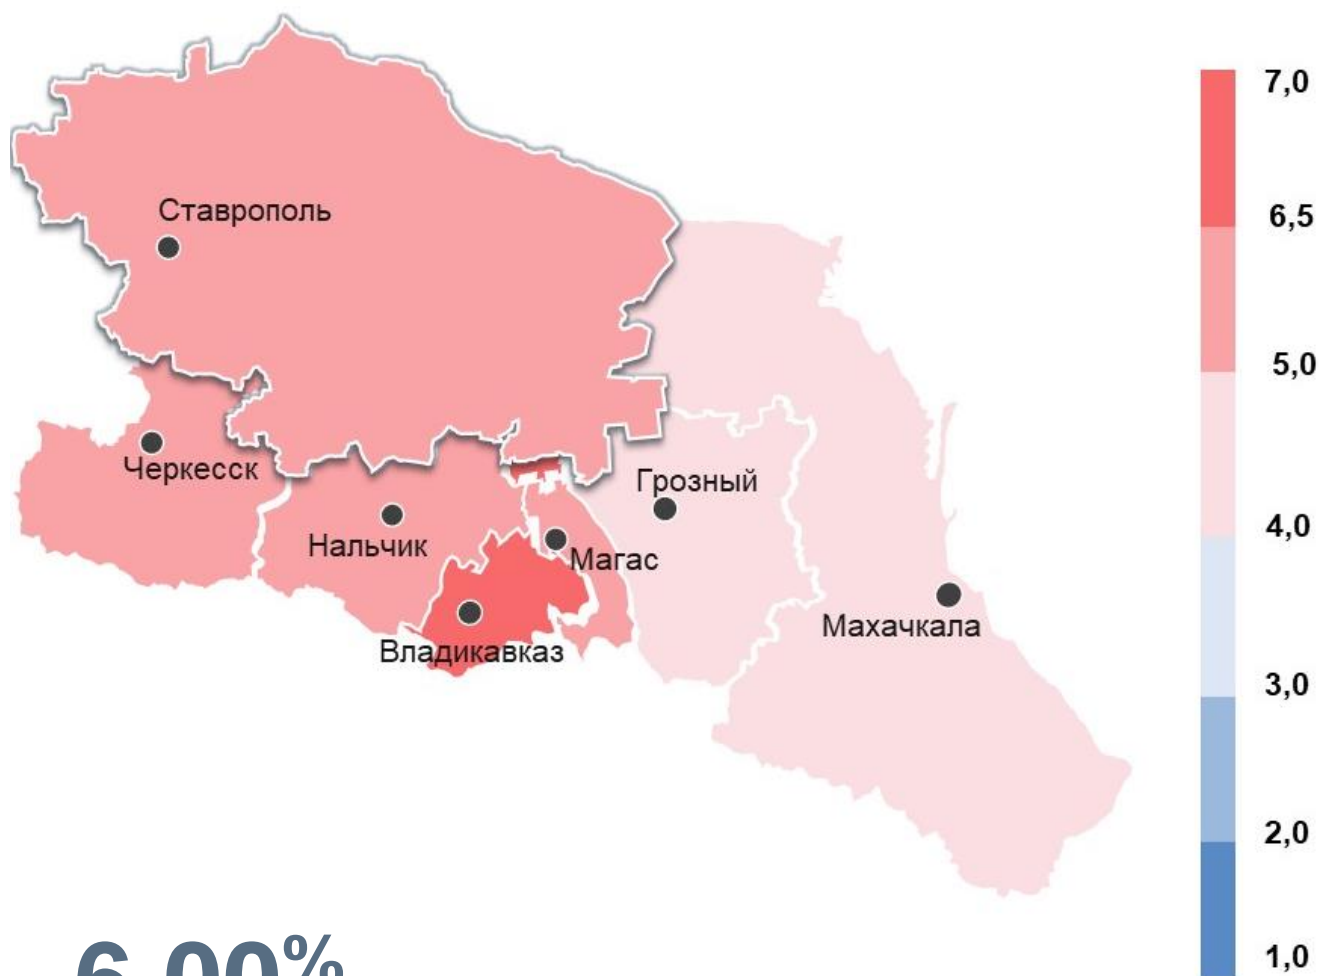 7,0
Ставрополь
6,5
5,0
Черкесск
Грозный
4,0
Нальчик
Магас
Махачкала
Владикавказ
3,0
2,0
6,00%
1,0